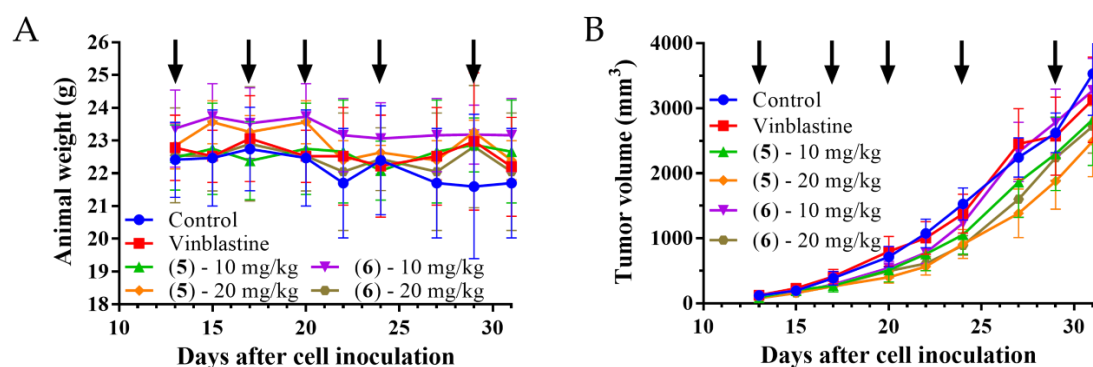 A
Animal weight (g)
26
25
24
23
22
21
20
19
18
Control
Vinblastine
(5) - 10 mg/kg
(6) - 10 mg/kg
(5) - 20 mg/kg
(6) - 20 mg/kg
10 15 20 25 30
Days after cell inoculation
B
Tumor volume (mm³)
4000
3000
2000
1000
0
Control
Vinblastine
(5) - 10 mg/kg
(5) - 20 mg/kg
(6) - 10 mg/kg
(6) - 20 mg/kg
10 15 20 25 30
Days after cell inoculation